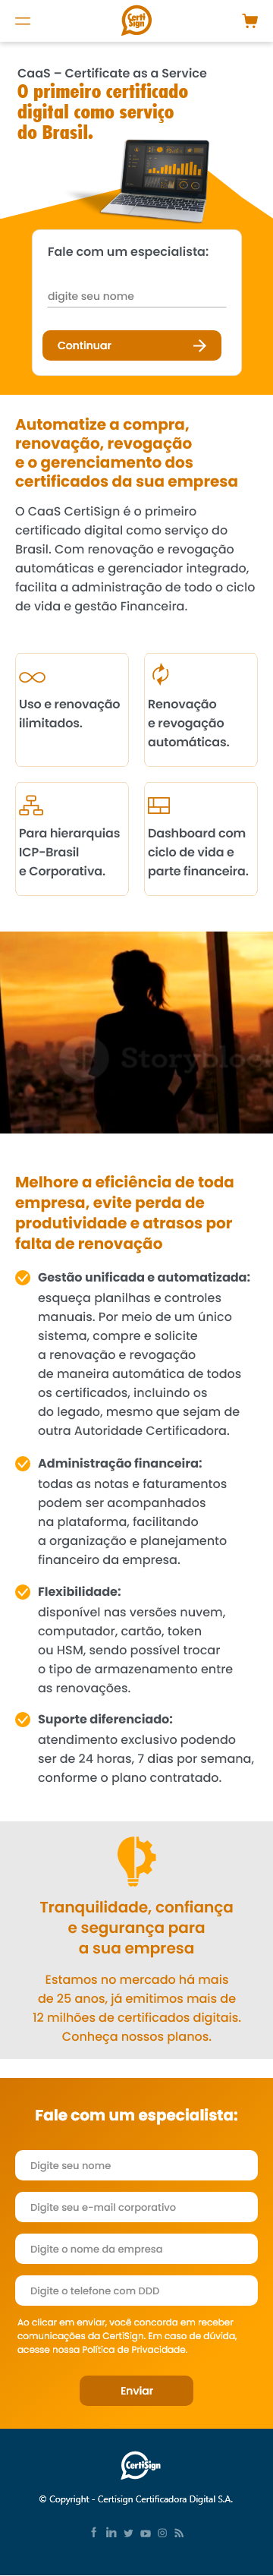 Certi
Sign
CaaS – Certificate as a Service
O primeiro certificado
digital como serviço
do Brasil.
Fale com um especialista:
digite seu nome
Continuar
Automatize a compra,
renovação, revogação
e o gerenciamento dos
certificados da sua empresa
O CaaS CertiSign é o primeiro
certificado digital como serviço do
Brasil. Com renovação e revogação
automáticas e gerenciador integrado,
facilita a administração de todo o ciclo
de vida e gestão Financeira.
Uso e renovação
ilimitados.
Renovação
e revogação
automáticas.
Para hierarquias
ICP-Brasil
e Corporativa.
Dashboard com
ciclo de vida e
parte financeira.
Storybloc
Melhore a eficiência de toda
empresa, evite perda de
produtividade e atrasos por
falta de renovação
Gestão unificada e automatizada:
esqueça planilhas e controles
manuais. Por meio de um único
sistema, compre e solicite
a renovação e revogação
de maneira automática de todos
os certificados, incluindo os
do legado, mesmo que sejam de
outra Autoridade Certificadora.
Administração financeira:
todas as notas e faturamentos
podem ser acompanhados
na plataforma, facilitando
a organização e planejamento
financeiro da empresa.
Flexibilidade:
disponível nas versões nuvem,
computador, cartão, token
ou HSM, sendo possível trocar
o tipo de armazenamento entre
as renovações.
Suporte diferenciado:
atendimento exclusivo podendo
ser de 24 horas, 7 dias por semana,
conforme o plano contratado.
Tranquilidade, confiança
e segurança para
a sua empresa
Estamos no mercado há mais
de 25 anos, já emitimos mais de
12 milhões de certificados digitais.
Conheça nossos planos.
Fale com um especialista:
Digite seu nome
Digite seu e-mail corporativo
Digite o nome da empresa
Digite o telefone com DDD
Ao clicar em enviar, você concorda em receber
comunicações da CertiSign. Em caso de dúvida,
acesse nossa Política de Privacidade.
Enviar
CertiSign
© Copyright - Certisign Certificadora Digital S.A.